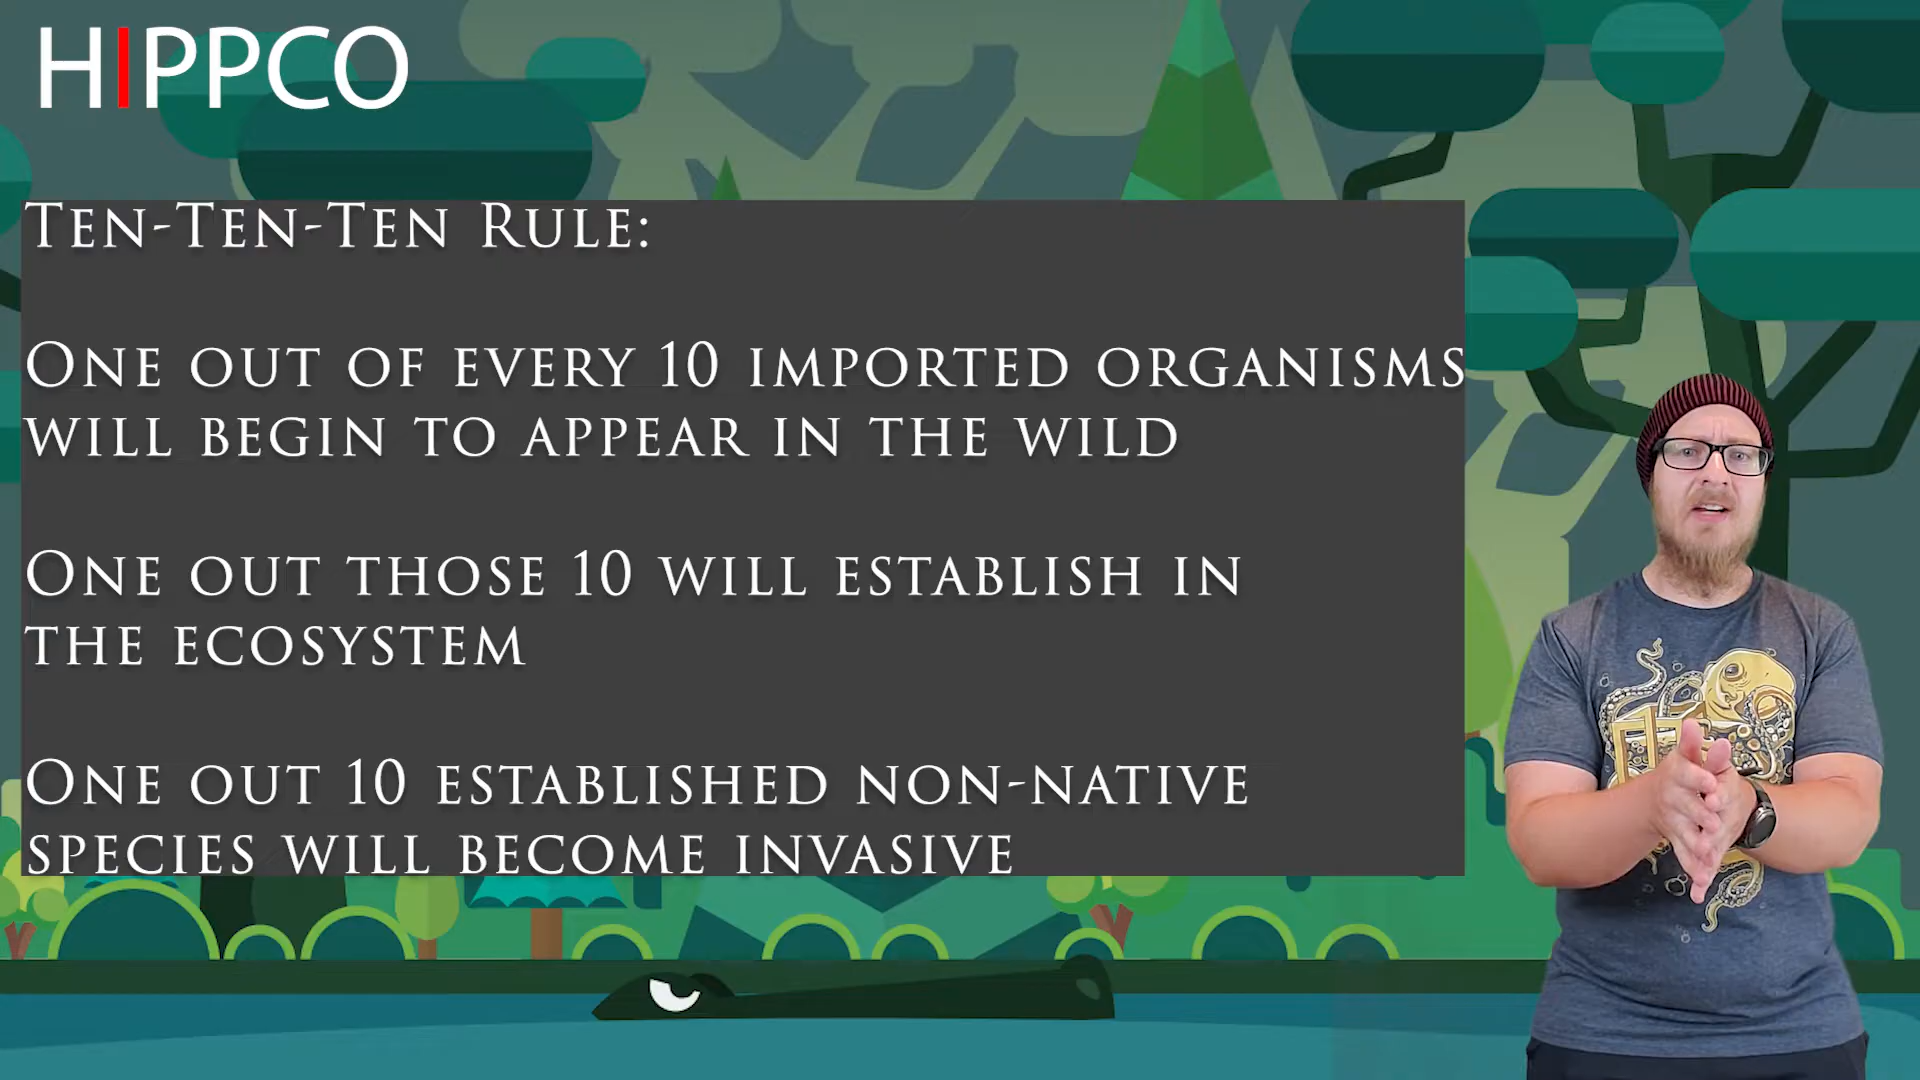 HIPPCO
Ten-Ten-Ten Rule:
One out of every 10 imported organisms
will begin to appear in the wild
One out those 10 will establish in
the ecosystem
One out 10 established non-native
species will become invasive